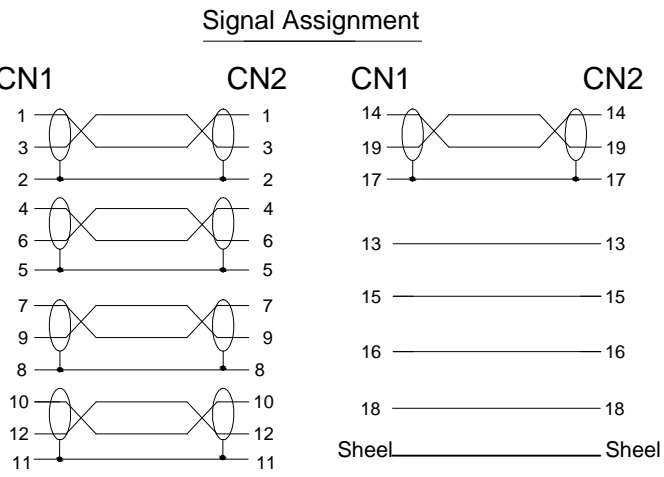 Signal Assignment
CN1 CN2 CN1 CN2
1 1 14 14
3 3 19 19
2 2 17 17
4 4
6 6 13 13
5 5
7 7 15 15
9 9
8 8 16 16
10 10 18 18
12 12
11 11 Sheel Sheel